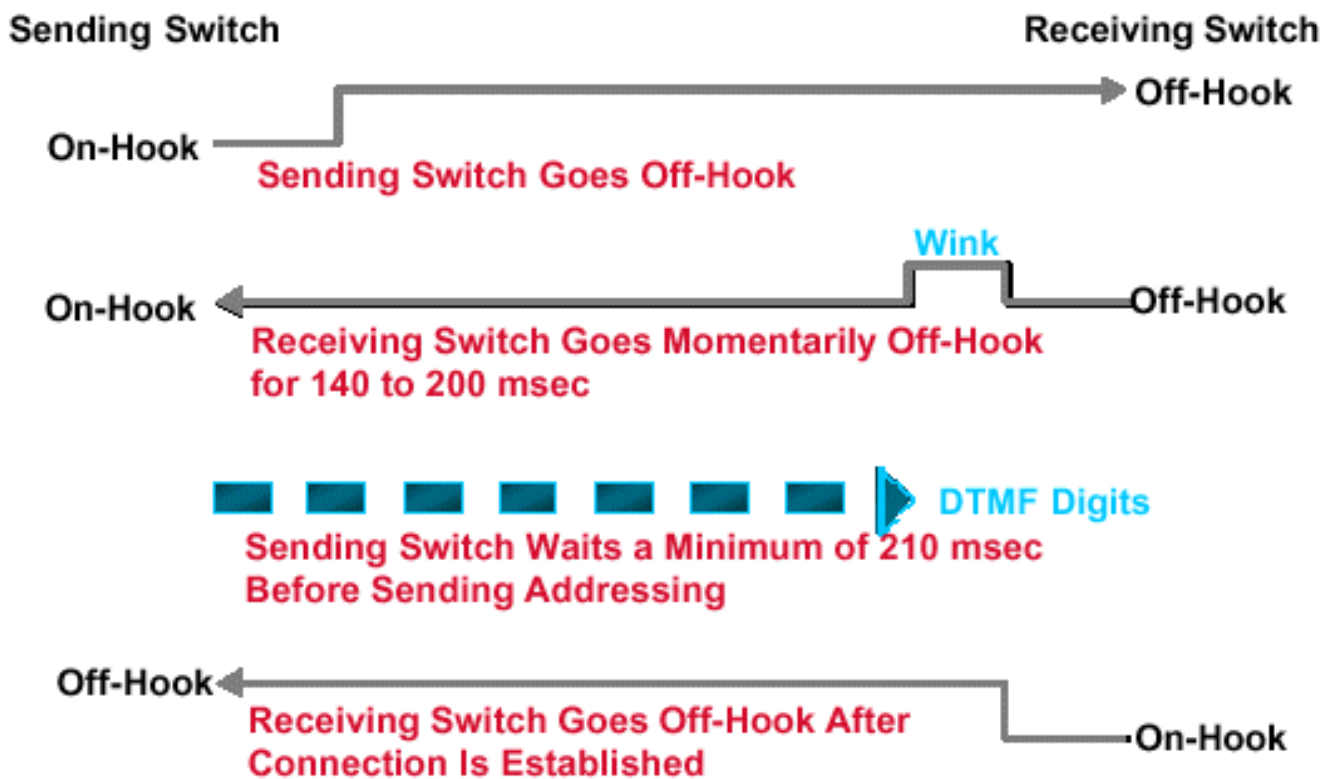 Sending Switch
Receiving Switch
Off-Hook
On-Hook
Sending Switch Goes Off-Hook
Wink
On-Hook
Off-Hook
Receiving Switch Goes Momentarily Off-Hook
for 140 to 200 msec
DTMF Digits
Sending Switch Waits a Minimum of 210 msec
Before Sending Addressing
Off-Hook
Receiving Switch Goes Off-Hook After
Connection Is Established
On-Hook